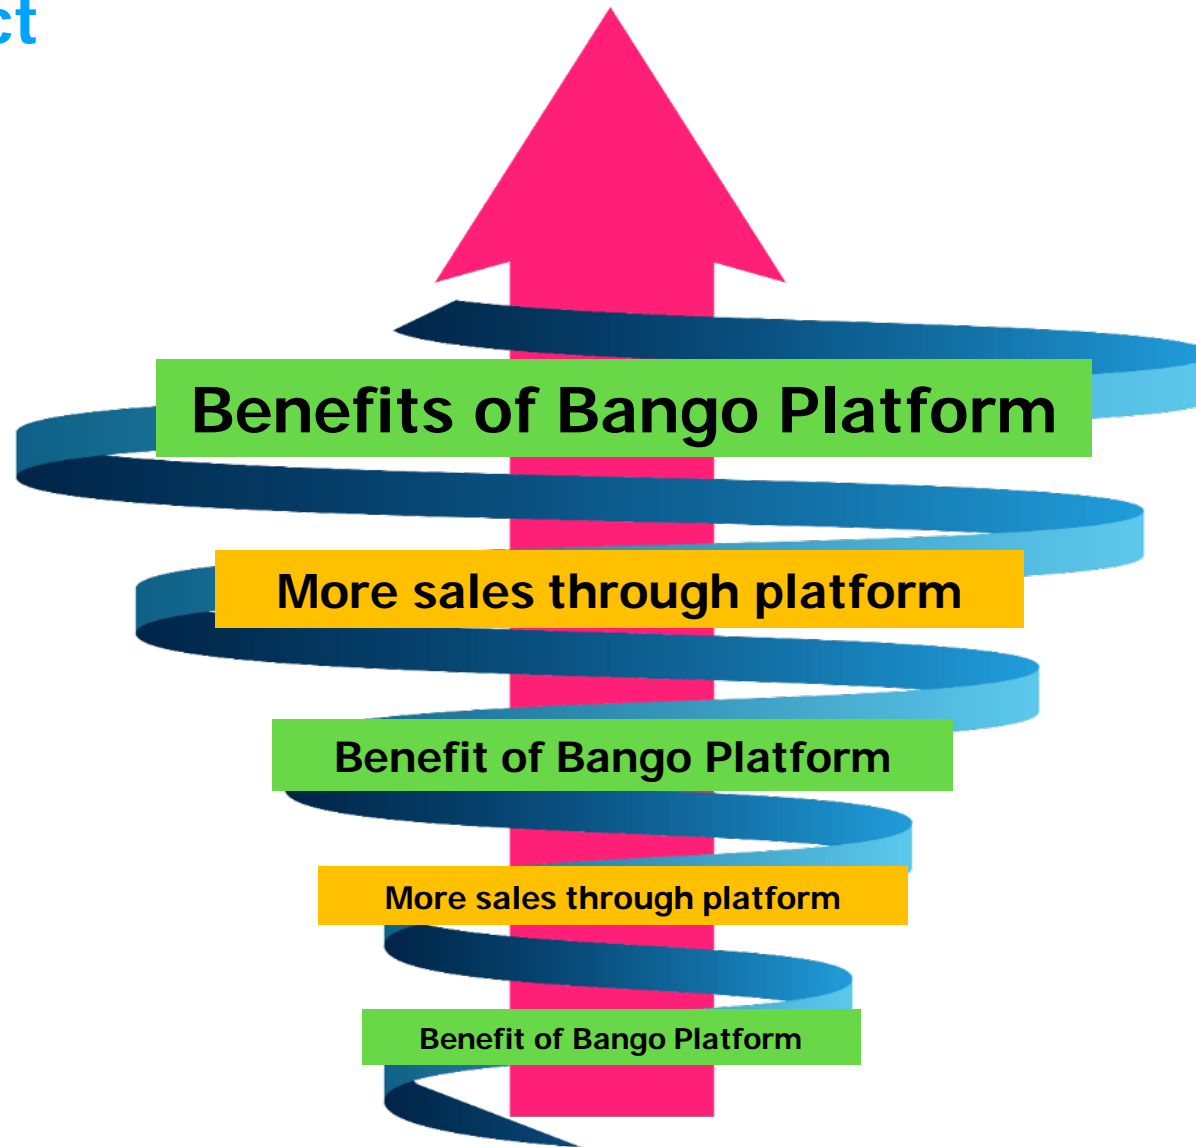 ct
Benefits of Bango Platform
More sales through platform
Benefit of Bango Platform
More sales through platform
Benefit of Bango Platform